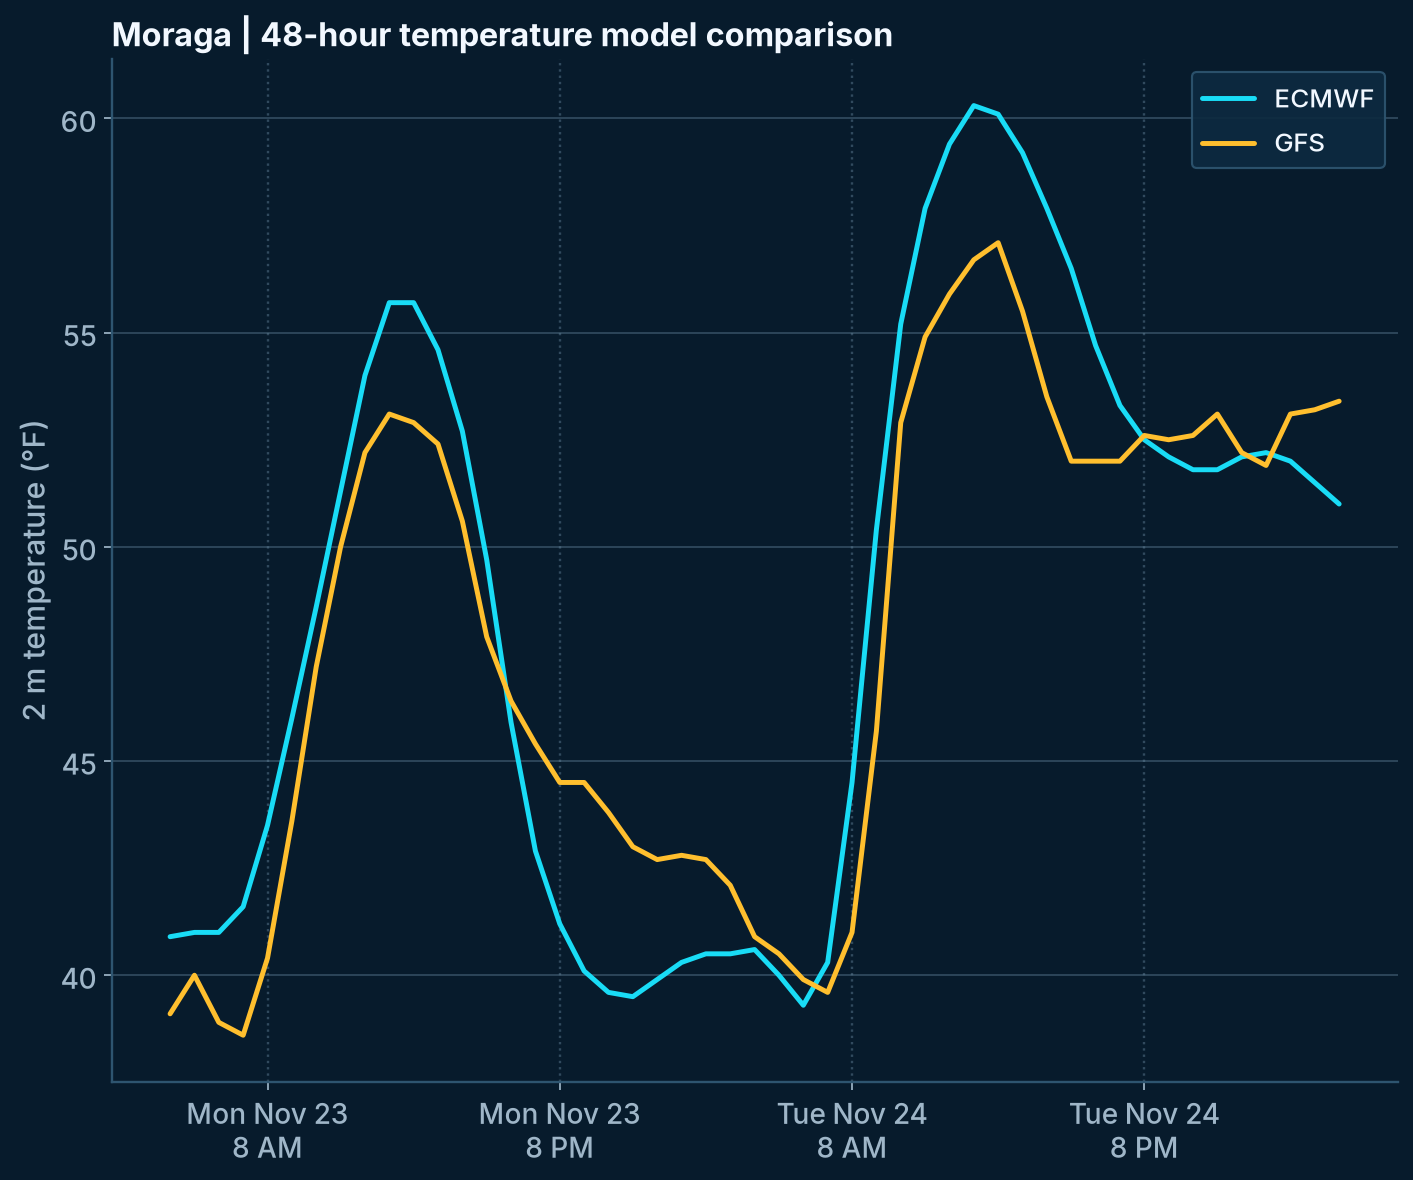 Moraga | 48-hour temperature model comparison
ECMWF
GFS
2 m temperature (°F)
60
55
50
45
40
Mon Nov 23
8 AM
Mon Nov 23
8 PM
Tue Nov 24
8 AM
Tue Nov 24
8 PM